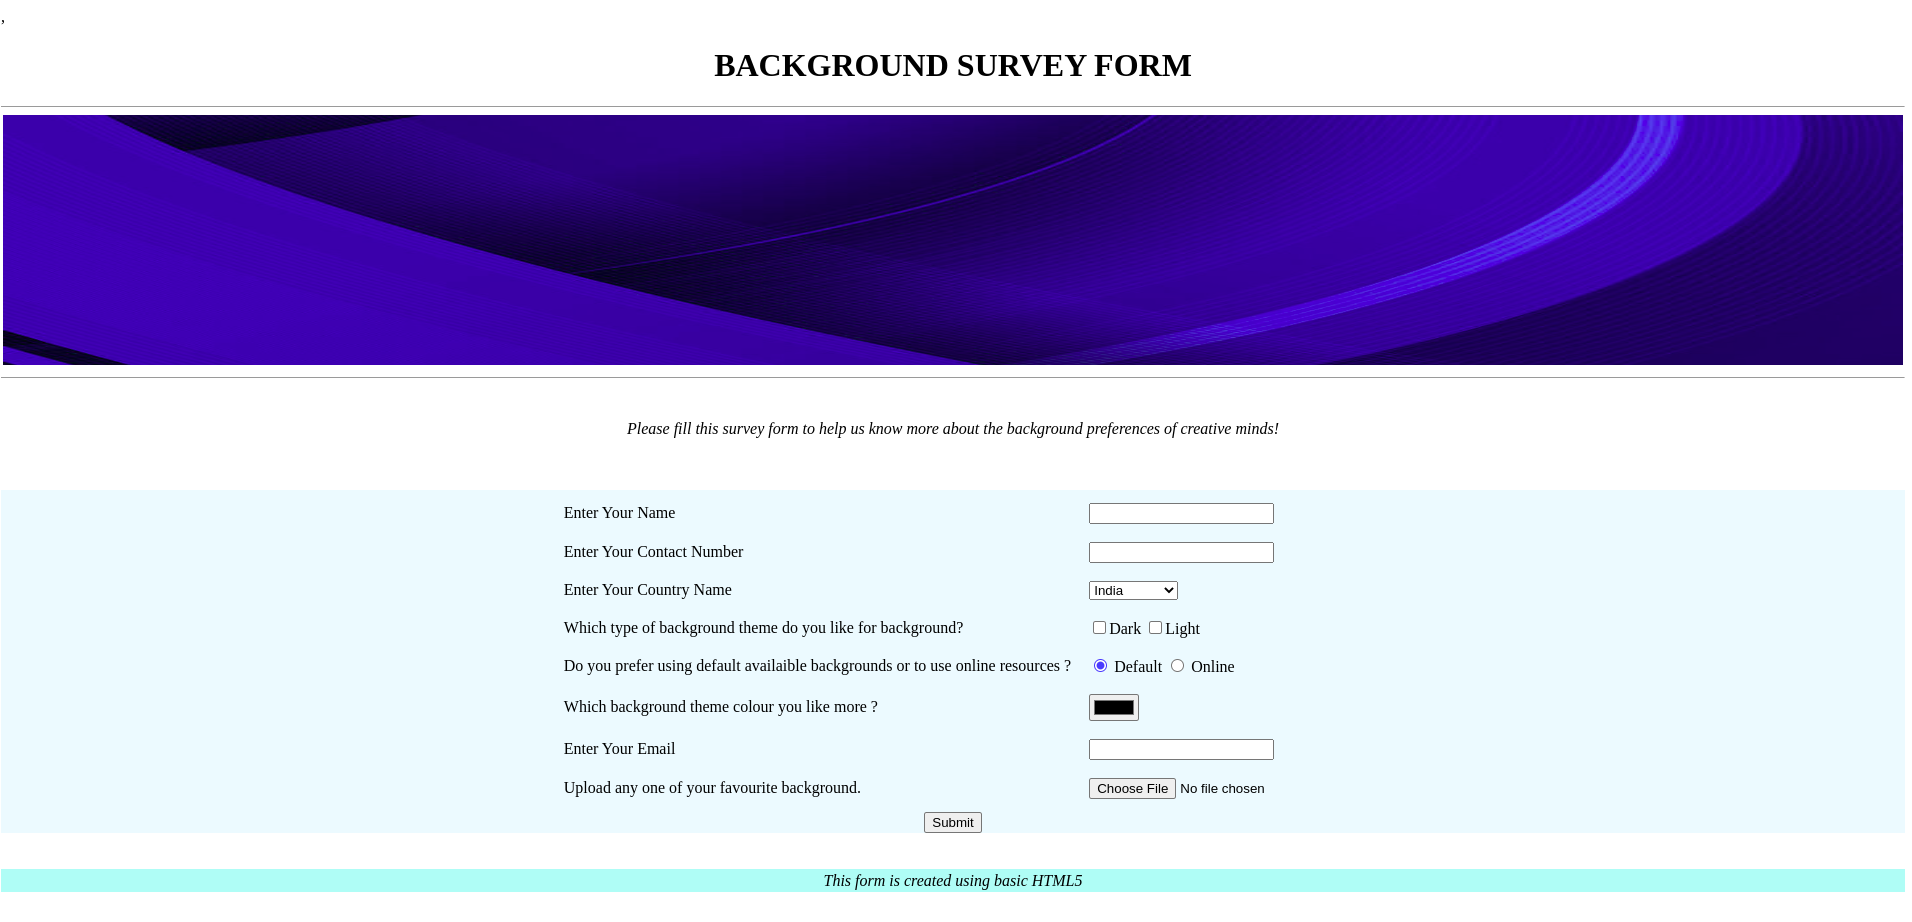 ,
BACKGROUND SURVEY FORM
Please fill this survey form to help us know more about the background preferences of creative minds!
Enter Your Name
Enter Your Contact Number
Enter Your Country Name India
Which type of background theme do you like for background? Dark Light
Do you prefer using default availaible backgrounds or to use online resources ? Default Online
Which background theme colour you like more ?
Enter Your Email
Upload any one of your favourite background. Choose File No file chosen
Submit
This form is created using basic HTML5